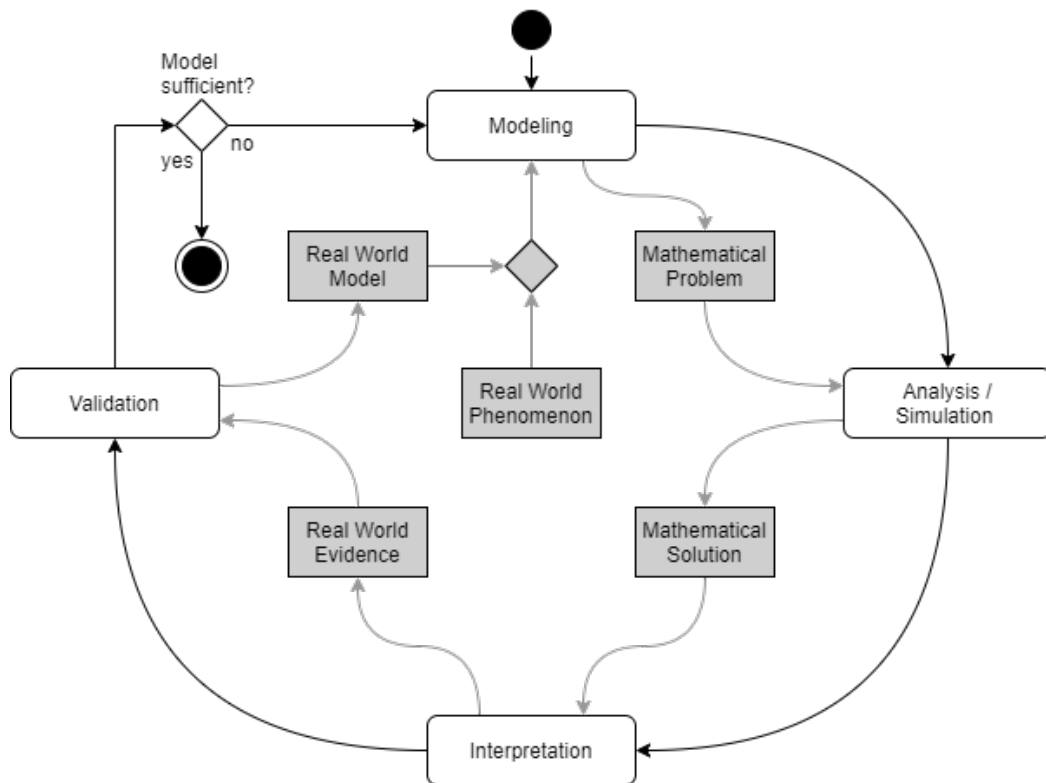 Model
sufficient?
yes
no
Modeling
Real World
Model
Mathematical
Problem
Validation
Real World
Phenomenon
Analysis /
Simulation
Real World
Evidence
Mathematical
Solution
Interpretation